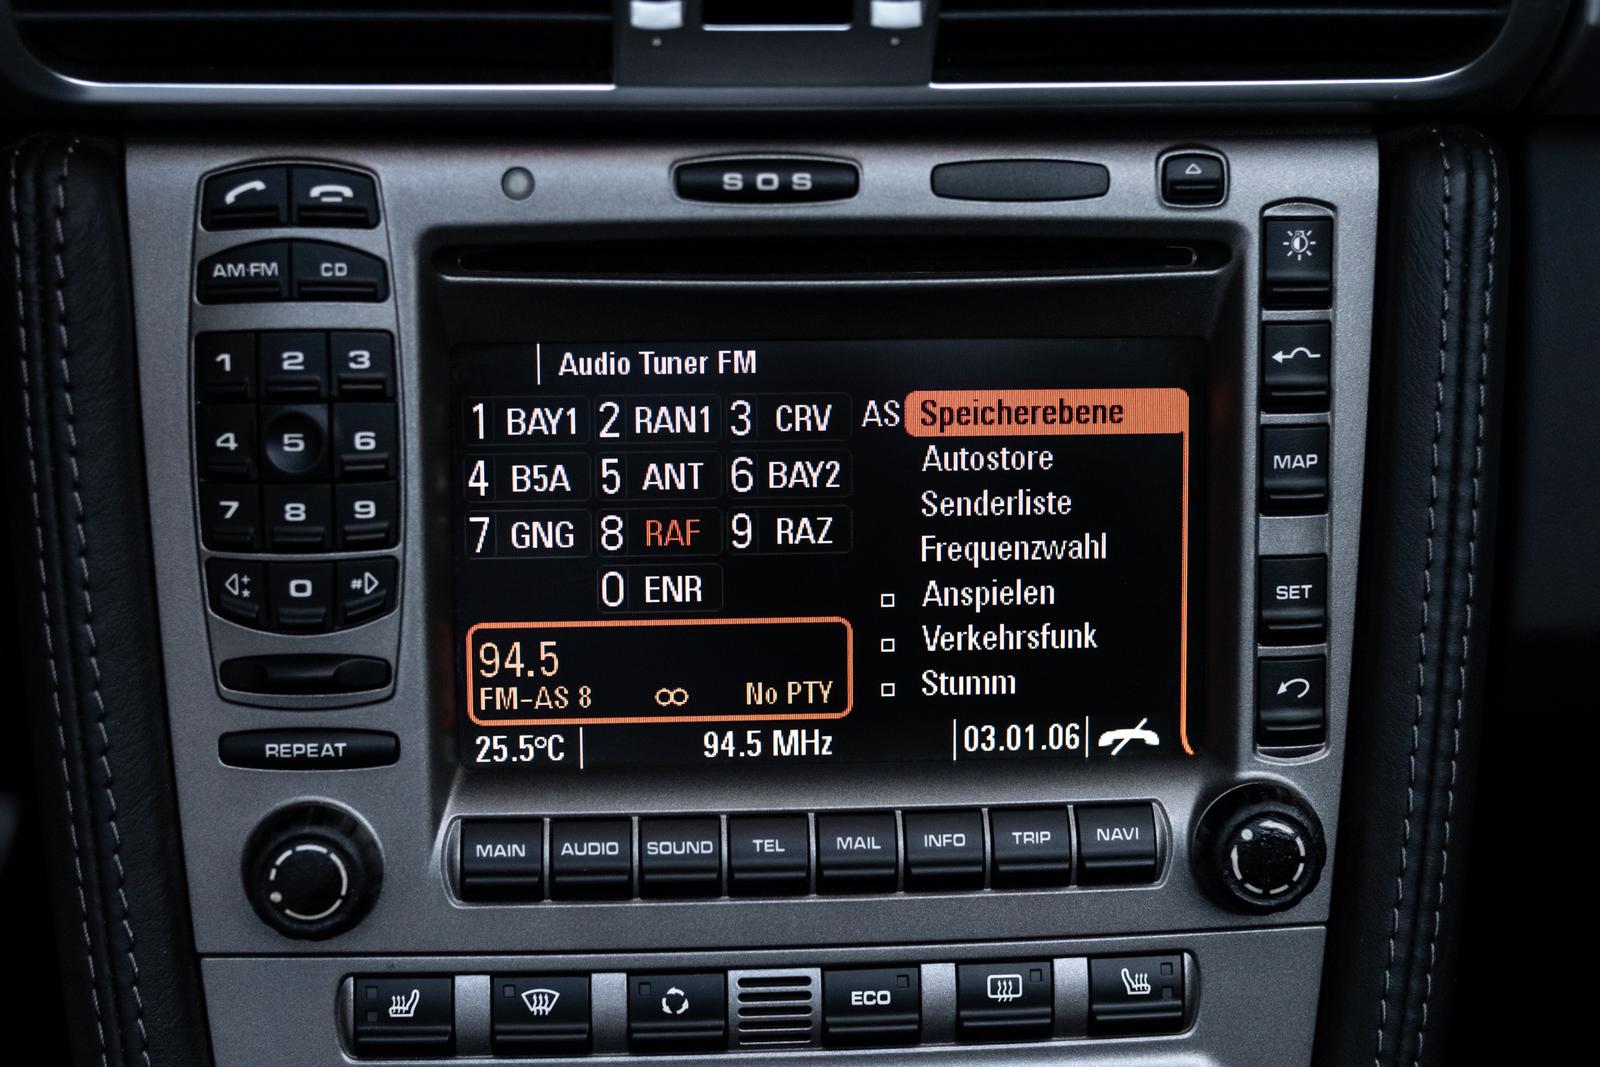 SOS
AM·FM CD
1 2 3
4 5 6
7 8 9
* 0 #
REPEAT
Audio Tuner FM
1 BAY1 2 RAN1 3 CRV
4 B5A 5 ANT 6 BAY2
7 GNG 8 RAF 9 RAZ
0 ENR
94.5
FM-AS 8 ∞ No PTY
25.5°C 94.5 MHz 03.01.06
AS Speicherebene
Autostore
Senderliste
Frequenzwahl
Anspielen
Verkehrsfunk
Stumm
MAP
SET
MAIN AUDIO SOUND TEL MAIL INFO TRIP NAVI
ECO